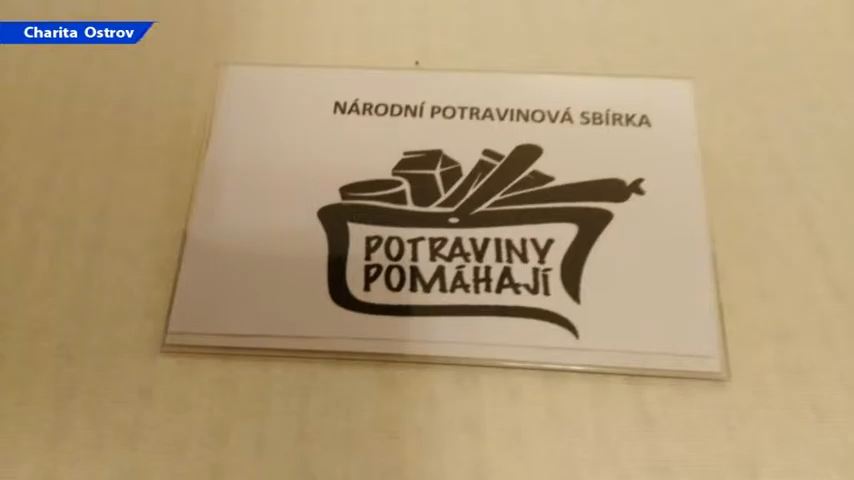 Charita Ostrov
NÁRODNÍ POTRAVINOVÁ SBÍRKA
POTRAVINY
POMÁHAJÍ